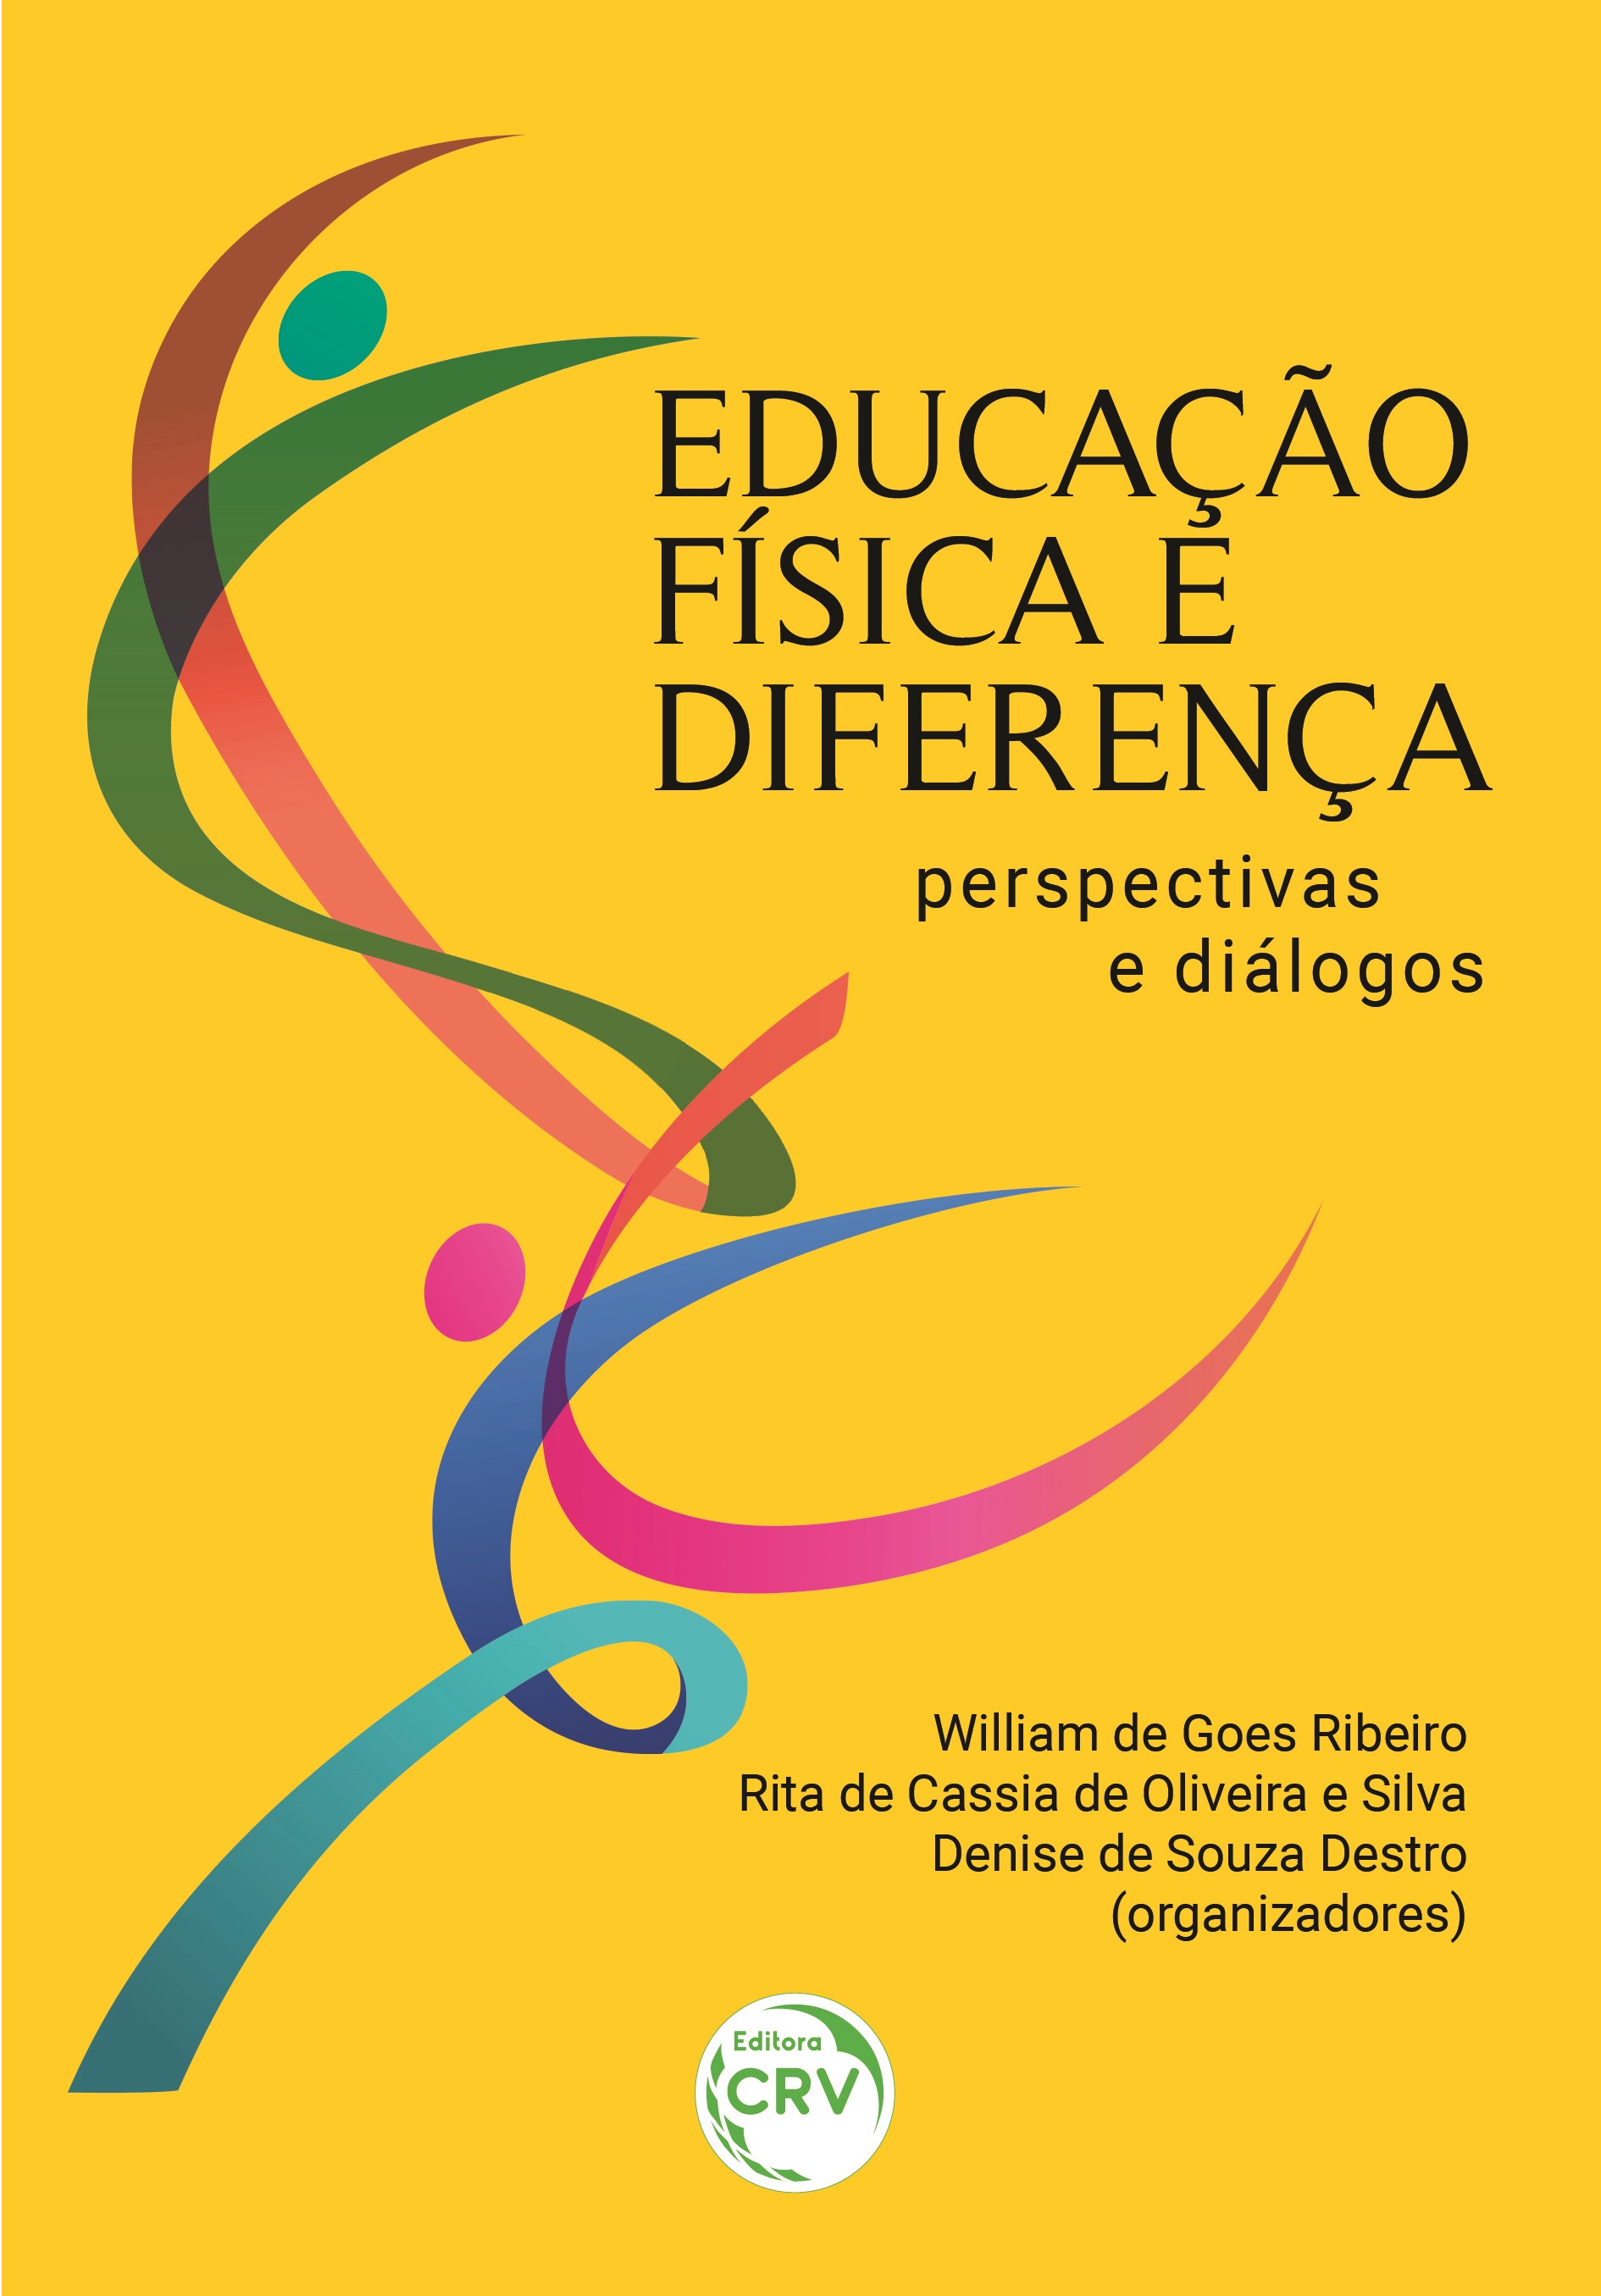 EDUCAÇÃO
FÍSICA E
DIFERENÇA
perspectivas
e diálogos
William de Goes Ribeiro
Rita de Cassia de Oliveira e Silva
Denise de Souza Destro
(organizadores)
Editora
CRV